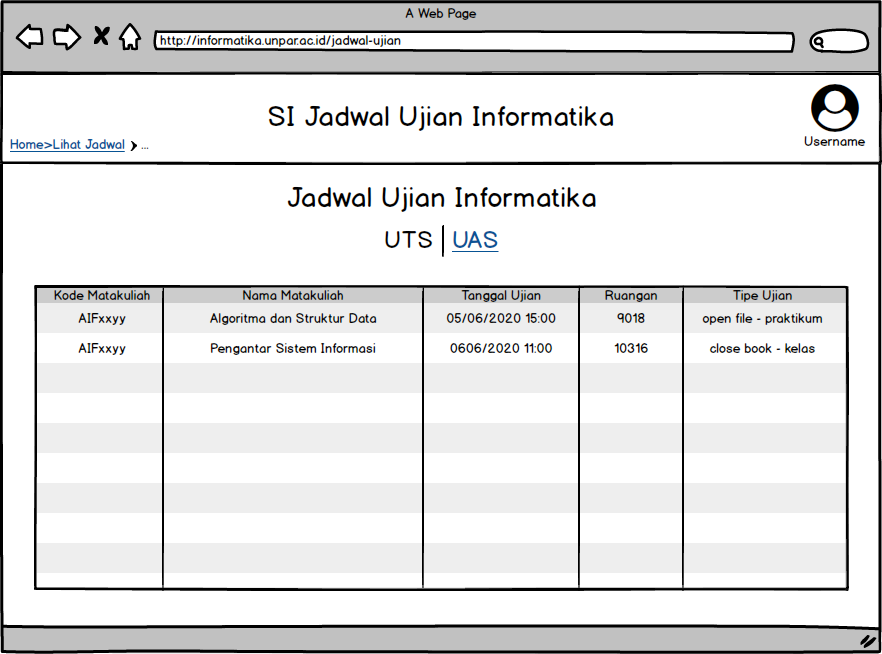 A Web Page
http://informatika.unpar.ac.id/jadwal-ujian
SI Jadwal Ujian Informatika
Username
Home>Lihat Jadwal ...
Jadwal Ujian Informatika
UTS | UAS
Kode Matakuliah Nama Matakuliah Tanggal Ujian Ruangan Tipe Ujian
AIFxxyy Algoritma dan Struktur Data 05/06/2020 15:00 9018 open file - praktikum
AIFxxyy Pengantar Sistem Informasi 0606/2020 11:00 10316 close book - kelas